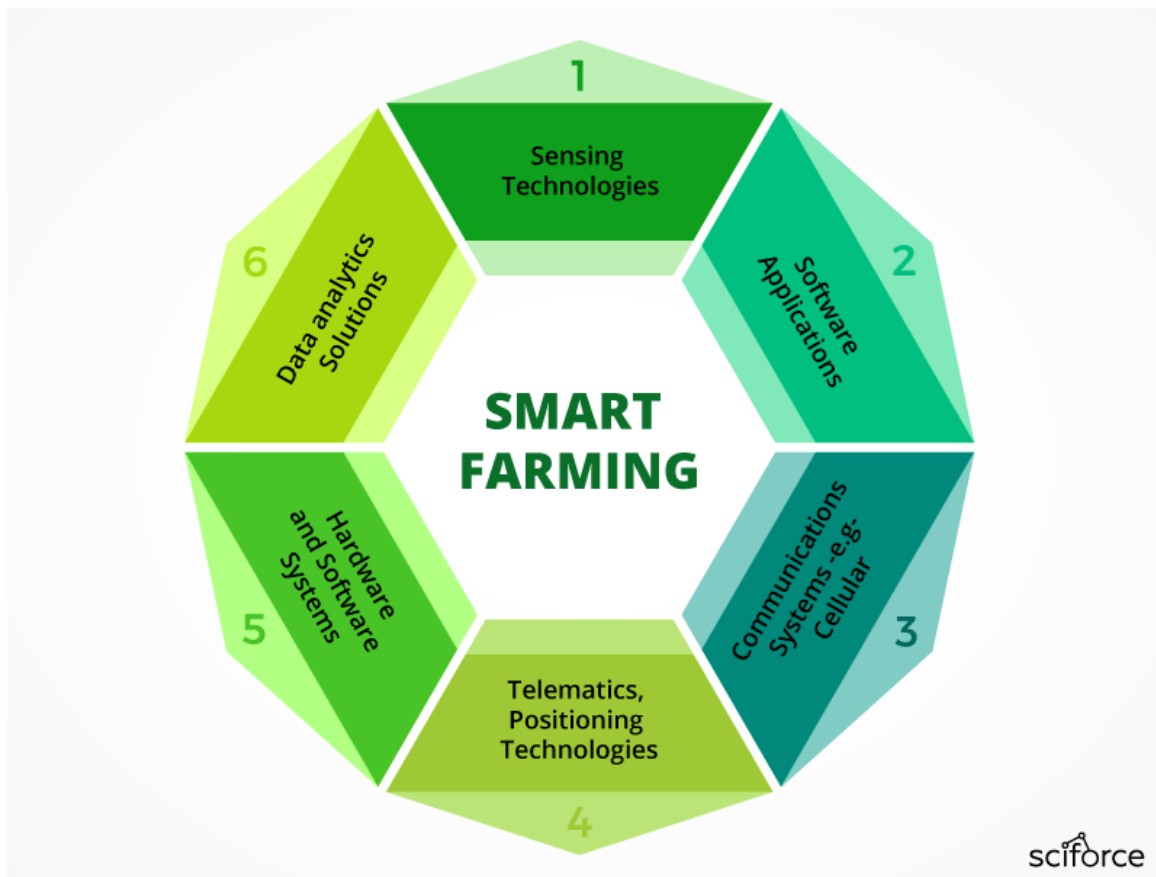 1
Sensing
Technologies
2
Software
Applications
3
Communications
Systems -e.g-
Cellular
4
Telematics,
Positioning
Technologies
5
Hardware
and Software
Systems
6
Data analytics
Solutions
SMART
FARMING
sciforce